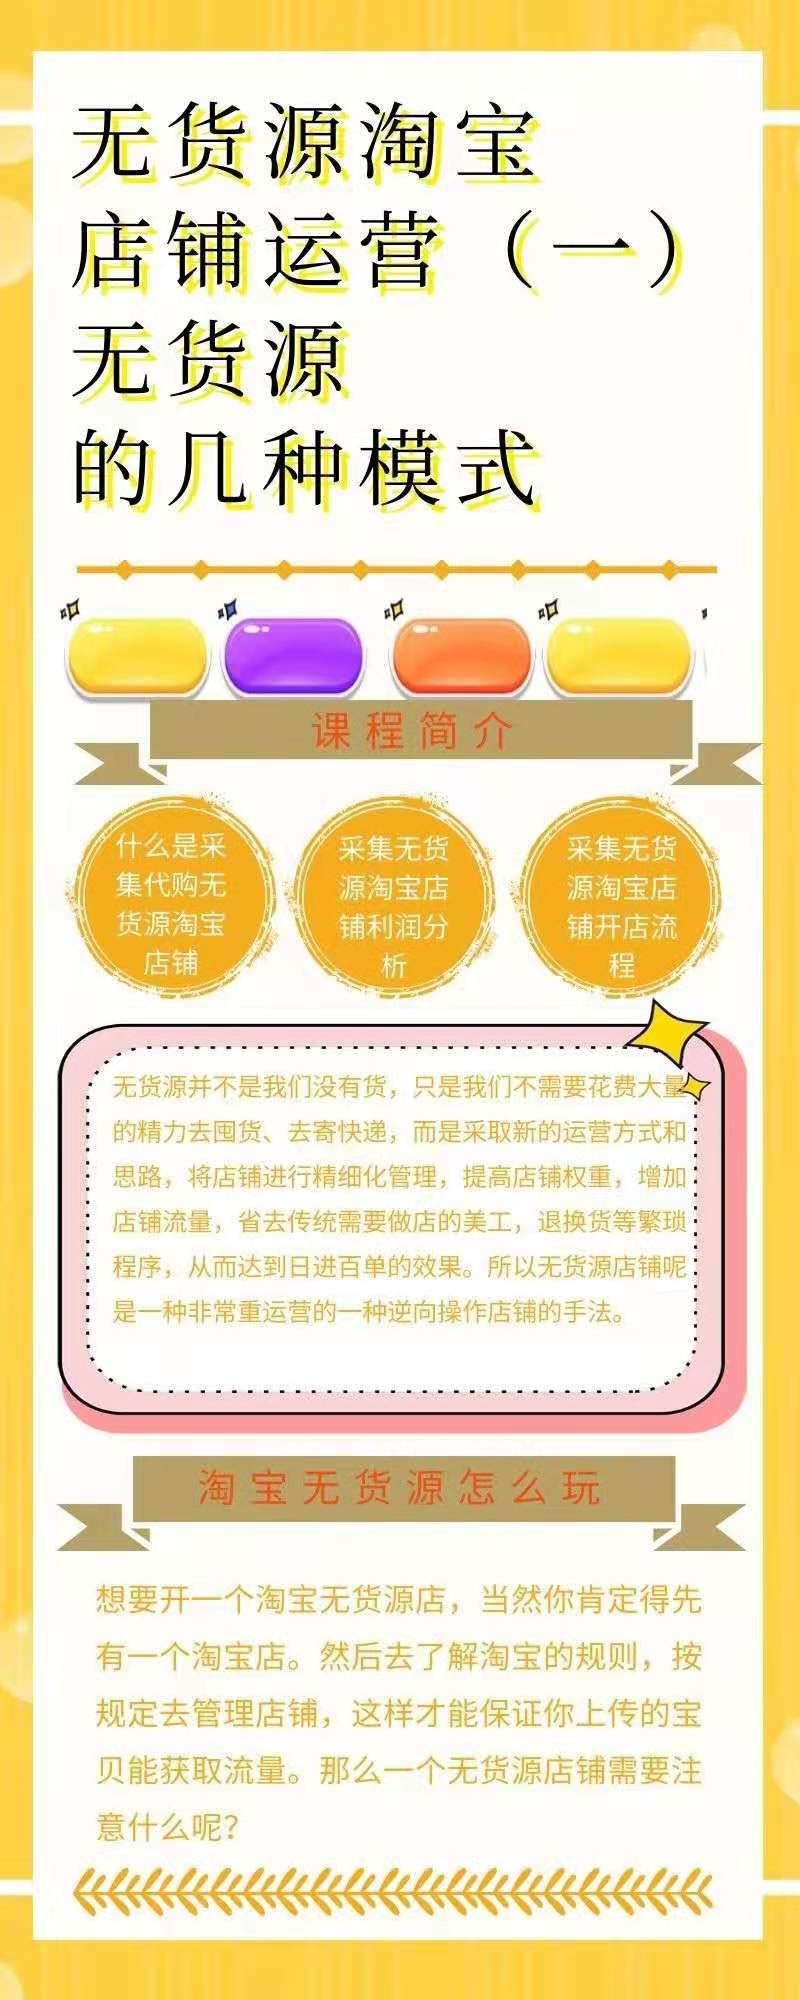 无货源淘宝
店铺运营（一）
无货源
的几种模式
课程简介
什么是采
集代购无
货源淘宝
店铺
采集无货
源淘宝店
铺利润分
析
采集无货
源淘宝店
铺开店流
程
无货源并不是我们没有货，只是我们不需要花费大量
的精力去囤货、去寄快递，而是采取新的运营方式和
思路，将店铺进行精细化管理，提高店铺权重，增加
店铺流量，省去传统需要做店的美工，退换货等繁琐
程序，从而达到日进百单的效果。所以无货源店铺呢
是一种非常重运营的一种逆向操作店铺的手法。
淘宝无货源怎么玩
想要开一个淘宝无货源店，当然你肯定得先
有一个淘宝店。然后去了解淘宝的规则，按
规定去管理店铺，这样才能保证你上传的宝
贝能获取流量。那么一个无货源店铺需要注
意什么呢？